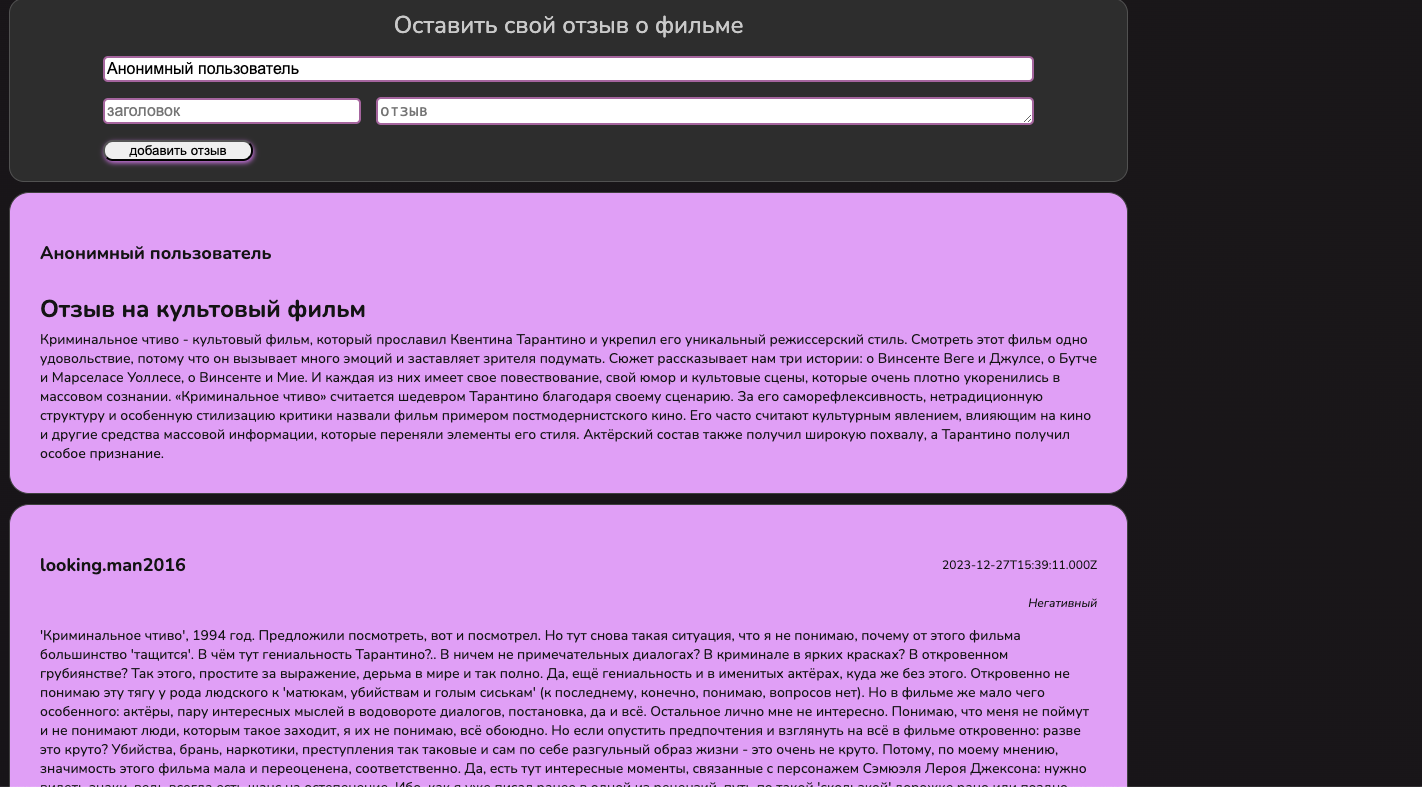 Оставить свой отзыв о фильме
Анонимный пользователь
заголовок
отзыв
добавить отзыв
Анонимный пользователь
Отзыв на культовый фильм
Криминальное чтиво - культовый фильм, который прославил Квентина Тарантино и укрепил его уникальный режиссерский стиль. Смотреть этот фильм одно
удовольствие, потому что он вызывает много эмоций и заставляет зрителя подумать. Сюжет рассказывает нам три истории: о Винсенте Веге и Джулсе, о Бутче
и Марселасе Уоллесе, о Винсенте и Мие. И каждая из них имеет свое повествование, свой юмор и культовые сцены, которые очень плотно укоренились в
массовом сознании. «Криминальное чтиво» считается шедевром Тарантино благодаря своему сценарию. За его саморефлексивность, нетрадиционную
структуру и особенную стилизацию критики назвали фильм примером постмодернистского кино. Его часто считают культурным явлением, влияющим на кино
и другие средства массовой информации, которые переняли элементы его стиля. Актёрский состав также получил широкую похвалу, а Тарантино получил
особое признание.
looking.man2016
2023-12-27T15:39:11.000Z
Негативный
'Криминальное чтиво', 1994 год. Предложили посмотреть, вот и посмотрел. Но тут снова такая ситуация, что я не понимаю, почему от этого фильма
большинство 'тащится'. В чём тут гениальность Тарантино?.. В ничем не примечательных диалогах? В криминале в ярких красках? В откровенном
грубиянстве? Так этого, простите за выражение, дерьма в мире и так полно. Да, ещё гениальность и в именитых актёрах, куда же без этого. Откровенно не
понимаю эту тягу у рода людского к 'матюкам, убийствам и голым сиськам' (к последнему, конечно, понимаю, вопросов нет). Но в фильме же мало чего
особенного: актёры, пару интересных мыслей в водовороте диалогов, постановка, да и всё. Остальное лично мне не интересно. Понимаю, что меня не поймут
и не понимают люди, которым такое заходит, я их не понимаю, всё обоюдно. Но если опустить предпочтения и взглянуть на всё в фильме откровенно: разве
это круто? Убийства, брань, наркотики, преступления так таковые и сам по себе разгульный образ жизни - это очень не круто. Потому, по моему мнению,
значимость этого фильма мала и переоценена, соответственно. Да, есть тут интересные моменты, связанные с персонажем Сэмюэля Лероя Джексона: нужно